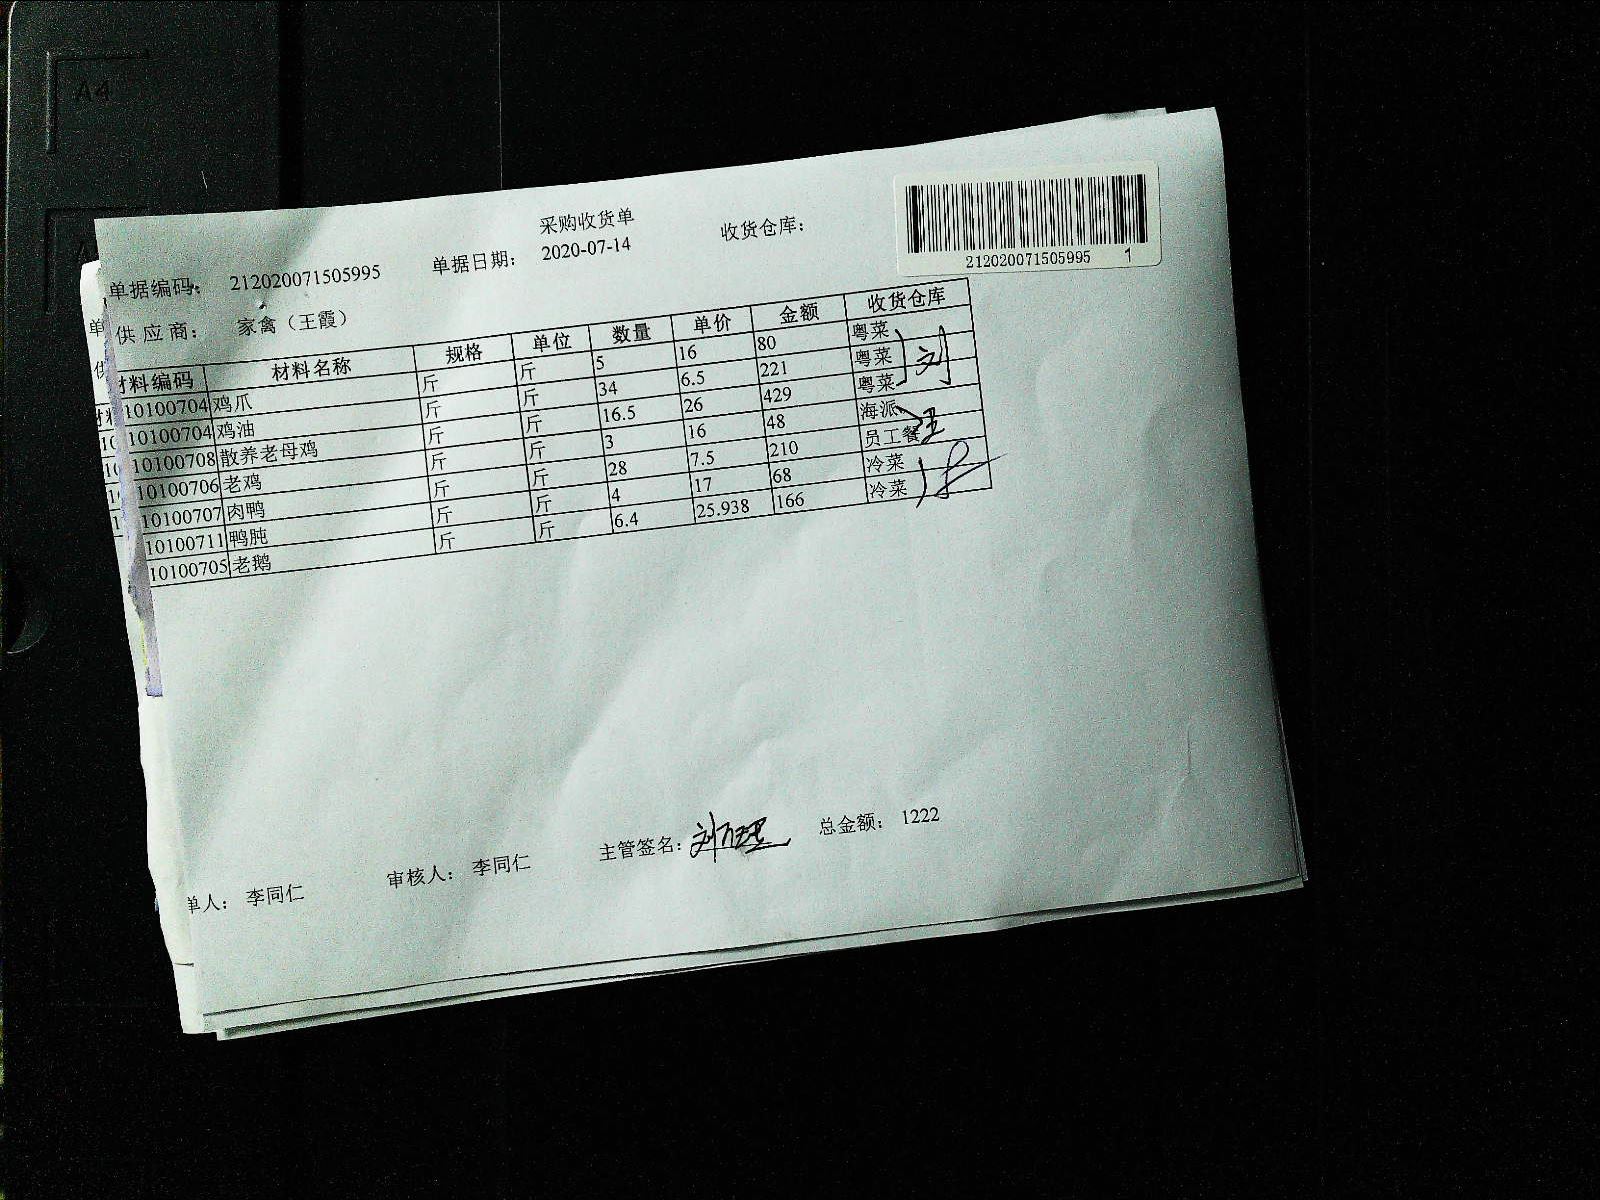 A4
采购收货单
单据编码: 212020071505995 单据日期: 2020-07-14 收货仓库:
212020071505995 1
供应商: 家禽（王霞）
材料编码 材料名称 规格 单位 数量 单价 金额 收货仓库
10100704 鸡爪 斤 斤 5 16 80 粤菜
10100704 鸡油 斤 斤 34 6.5 221 粤菜
10100708 散养老母鸡 斤 斤 16.5 26 429 粤菜
10100706 老鸡 斤 斤 3 16 48 海派
10100707 肉鸭 斤 斤 28 7.5 210 员工餐
10100711 鸭肫 斤 斤 4 17 68 冷菜
10100705 老鹅 斤 斤 6.4 25.938 166 冷菜
刘
单人: 李同仁 审核人: 李同仁 主管签名: 总金额: 1222